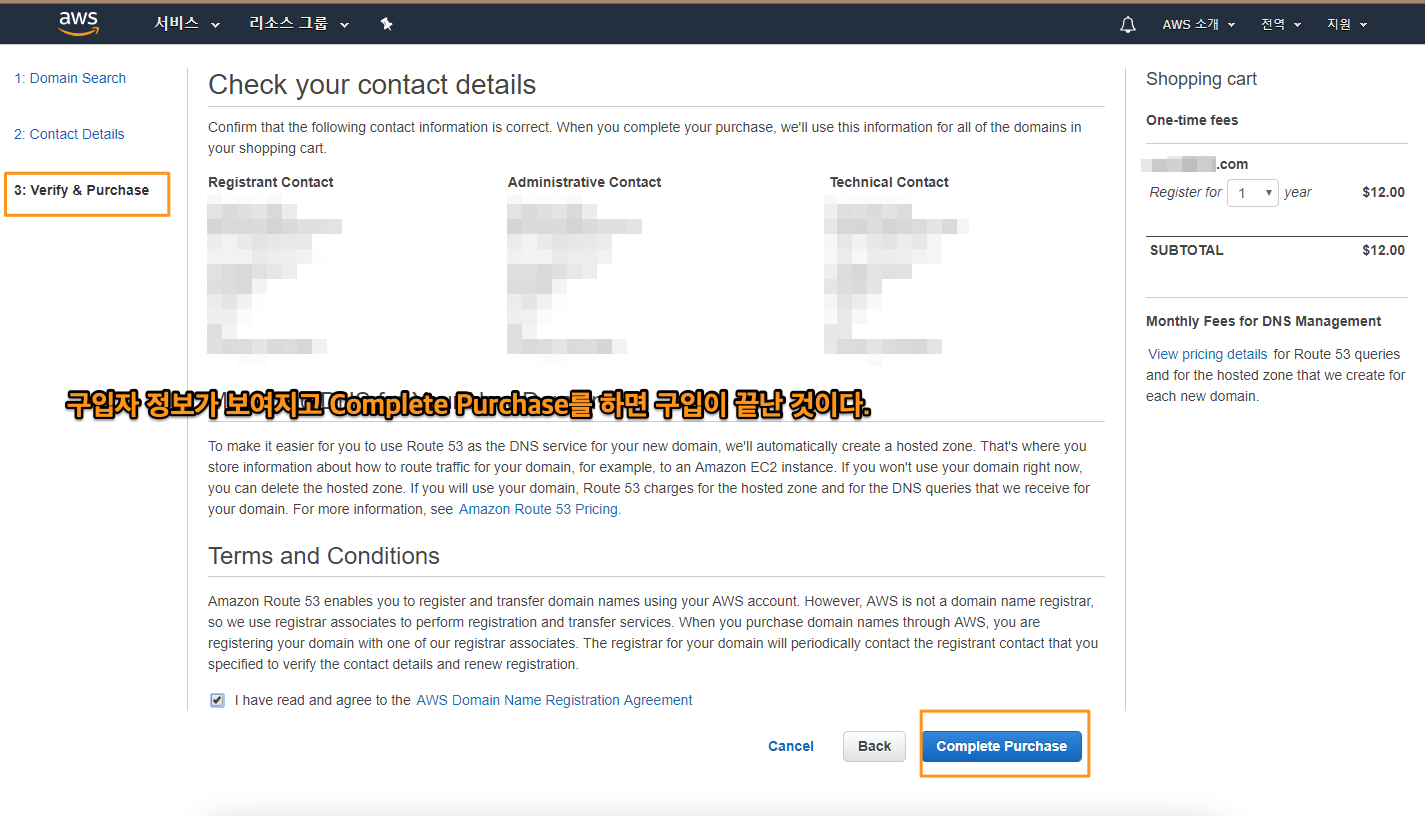 aws
서비스
리소스 그룹
AWS 소개
전역
지원
1: Domain Search
2: Contact Details
3: Verify & Purchase
Check your contact details
Confirm that the following contact information is correct. When you complete your purchase, we'll use this information for all of the domains in
your shopping cart.
Registrant Contact
Administrative Contact
Technical Contact
구입자 정보가 보여지고 Complete Purchase를 하면 구입이 끝난 것이다.
To make it easier for you to use Route 53 as the DNS service for your new domain, we'll automatically create a hosted zone. That's where you
store information about how to route traffic for your domain, for example, to an Amazon EC2 instance. If you won't use your domain right now,
you can delete the hosted zone. If you will use your domain, Route 53 charges for the hosted zone and for the DNS queries that we receive for
your domain. For more information, see Amazon Route 53 Pricing.
Terms and Conditions
Amazon Route 53 enables you to register and transfer domain names using your AWS account. However, AWS is not a domain name registrar,
so we use registrar associates to perform registration and transfer services. When you purchase domain names through AWS, you are
registering your domain with one of our registrar associates. The registrar for your domain will periodically contact the registrant contact that you
specified to verify the contact details and renew registration.
I have read and agree to the AWS Domain Name Registration Agreement
Cancel
Back
Complete Purchase
Shopping cart
One-time fees
.com
Register for 1 year $12.00
SUBTOTAL $12.00
Monthly Fees for DNS Management
View pricing details for Route 53 queries
and for the hosted zone that we create for
each new domain.